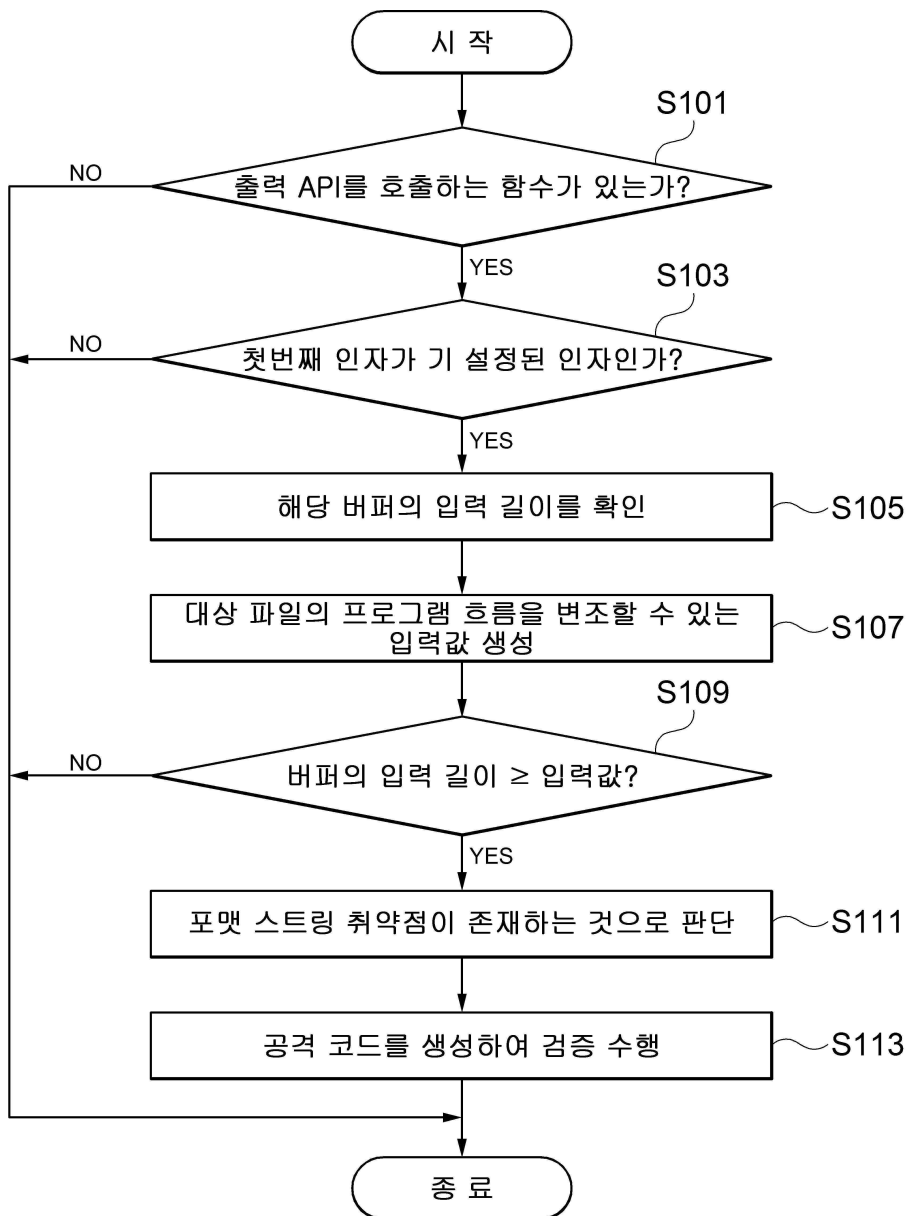 시 작
S101
NO
출력 API를 호출하는 함수가 있는가?
YES
S103
NO
첫번째 인자가 기 설정된 인자인가?
YES
해당 버퍼의 입력 길이를 확인
S105
대상 파일의 프로그램 흐름을 변조할 수 있는
입력값 생성
S107
S109
NO
버퍼의 입력 길이 ≥ 입력값?
YES
포맷 스트링 취약점이 존재하는 것으로 판단
S111
공격 코드를 생성하여 검증 수행
S113
종 료